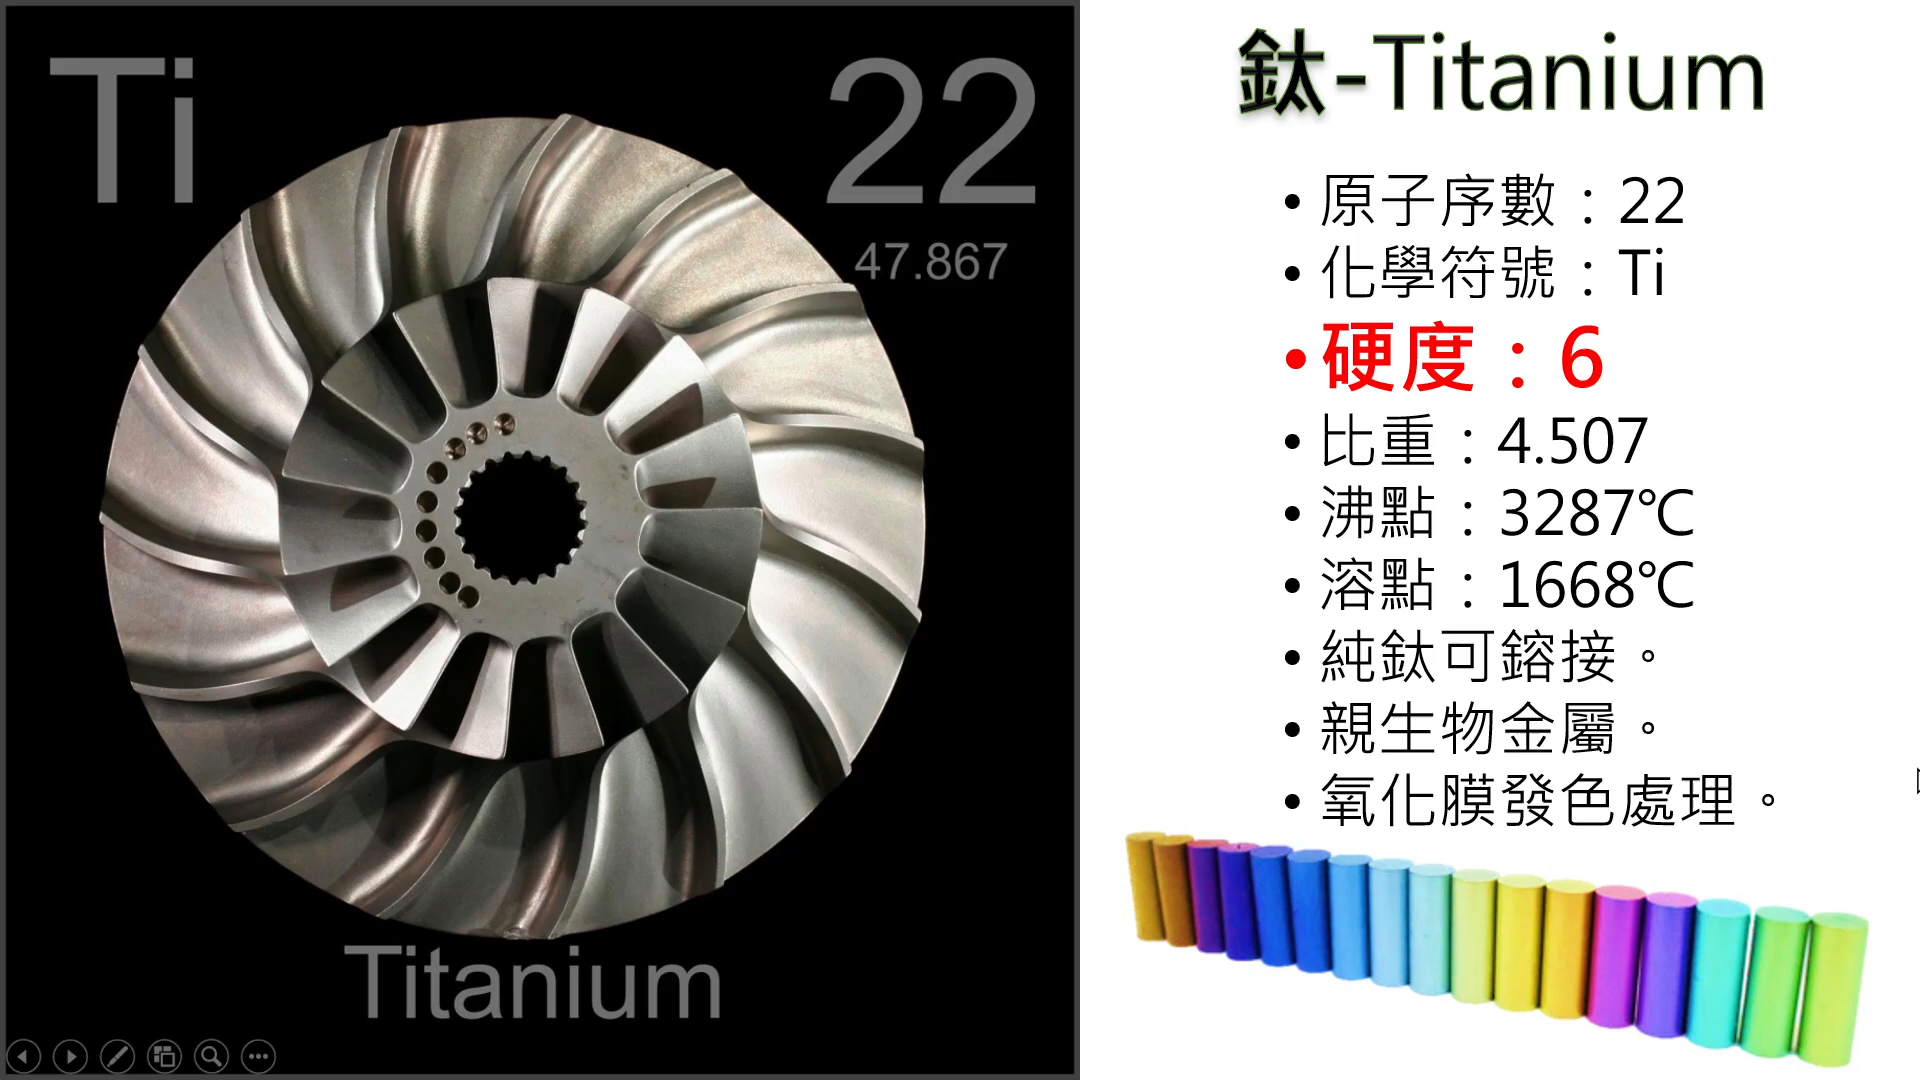 Ti
22
47.867
Titanium
鈦-Titanium
• 原子序數：22
• 化學符號：Ti
• 硬度：6
• 比重：4.507
• 沸點：3287℃
• 溶點：1668℃
• 純鈦可鎔接。
• 親生物金屬。
• 氧化膜發色處理。